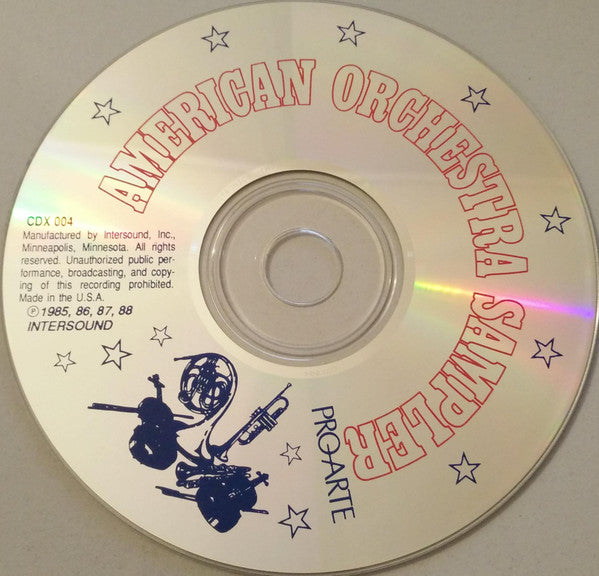 AMERICAN ORCHESTRA SAMPLER
CDX 004
Manufactured by Intersound, Inc.,
Minneapolis, Minnesota. All rights
reserved. Unauthorized public per-
formance, broadcasting, and copy-
ing of this recording prohibited.
Made in the U.S.A.
℗ 1985, 86, 87, 88
INTERSOUND
PRO ARTE